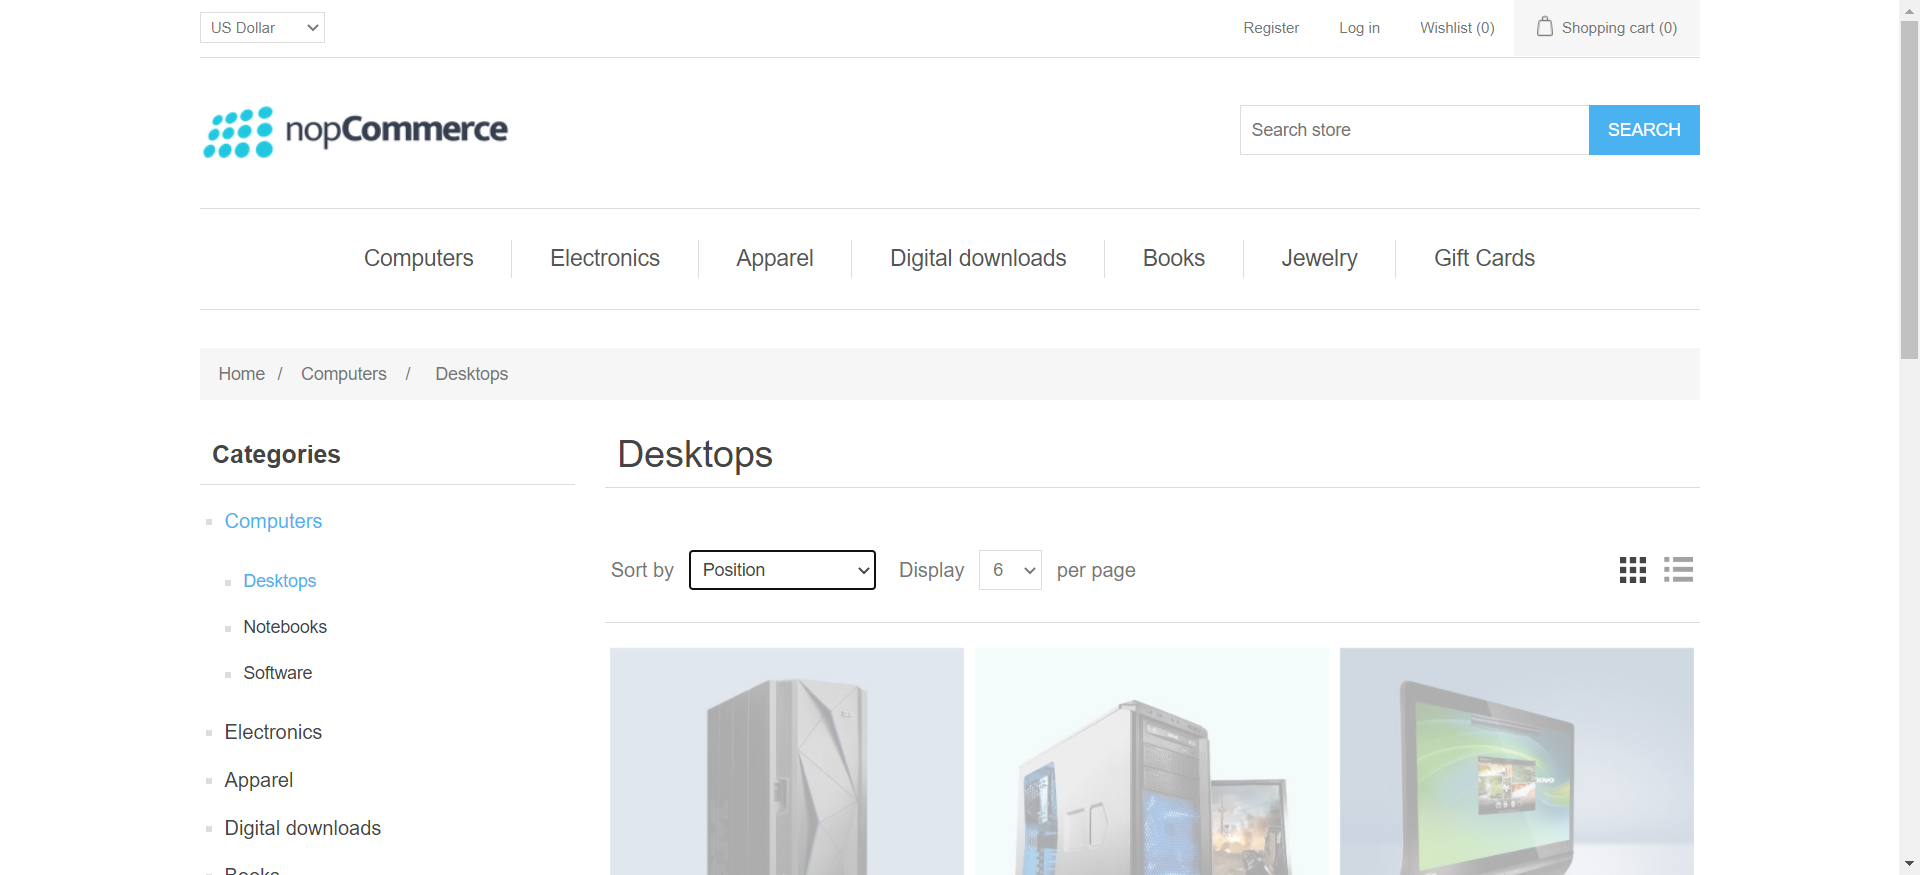 US Dollar
Register
Log in
Wishlist (0)
Shopping cart (0)
nopCommerce
Search store
SEARCH
Computers
Electronics
Apparel
Digital downloads
Books
Jewelry
Gift Cards
Home / Computers / Desktops
Categories
Computers
Desktops
Notebooks
Software
Electronics
Apparel
Digital downloads
Books
Desktops
Sort by Position Display 6 per page